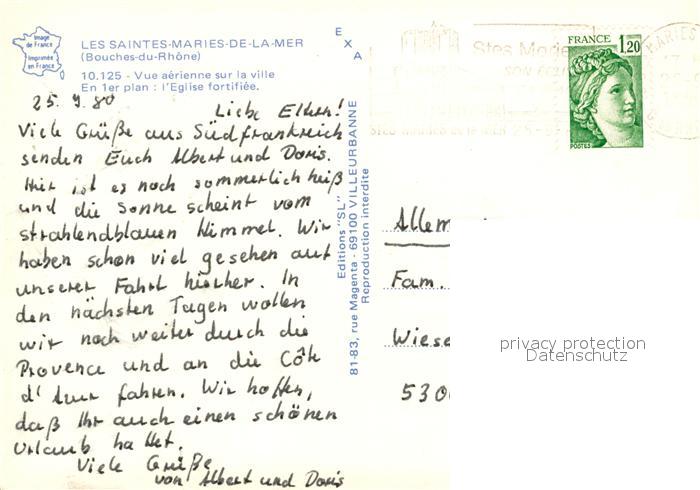 Image
de France
Imprimée
en France
LES SAINTES-MARIES-DE-LA-MER
(Bouches-du-Rhône)
10.125 - Vue aérienne sur la ville
En 1er plan : l'Eglise fortifiée.
E
X
A
25.9.80
Liebe Eltern!
Viele Grüße aus Südfrankreich
senden Euch Albert und Doris.
Hier ist es noch sommerlich heiß
und die Sonne scheint vom
strahlendblauen Himmel. Wir
haben schon viel gesehen auf
unserer Fahrt hierher. In
den nächsten Tagen wollen
wir noch weiter durch die
Provence und an die Côte
d'Azur fahren. Wir hoffen,
daß Ihr auch einen schönen
Urlaub hattet.
Viele Grüße
von Albert und Doris
Editions "SL"
81-83, rue Magenta - 69100 VILLEURBANNE
Reproduction interdite
Stes Maries
SON
FRANCE
1,20
POSTES
MARIES
Allem
Fam.
Wiese
530
privacy protection
Datenschutz